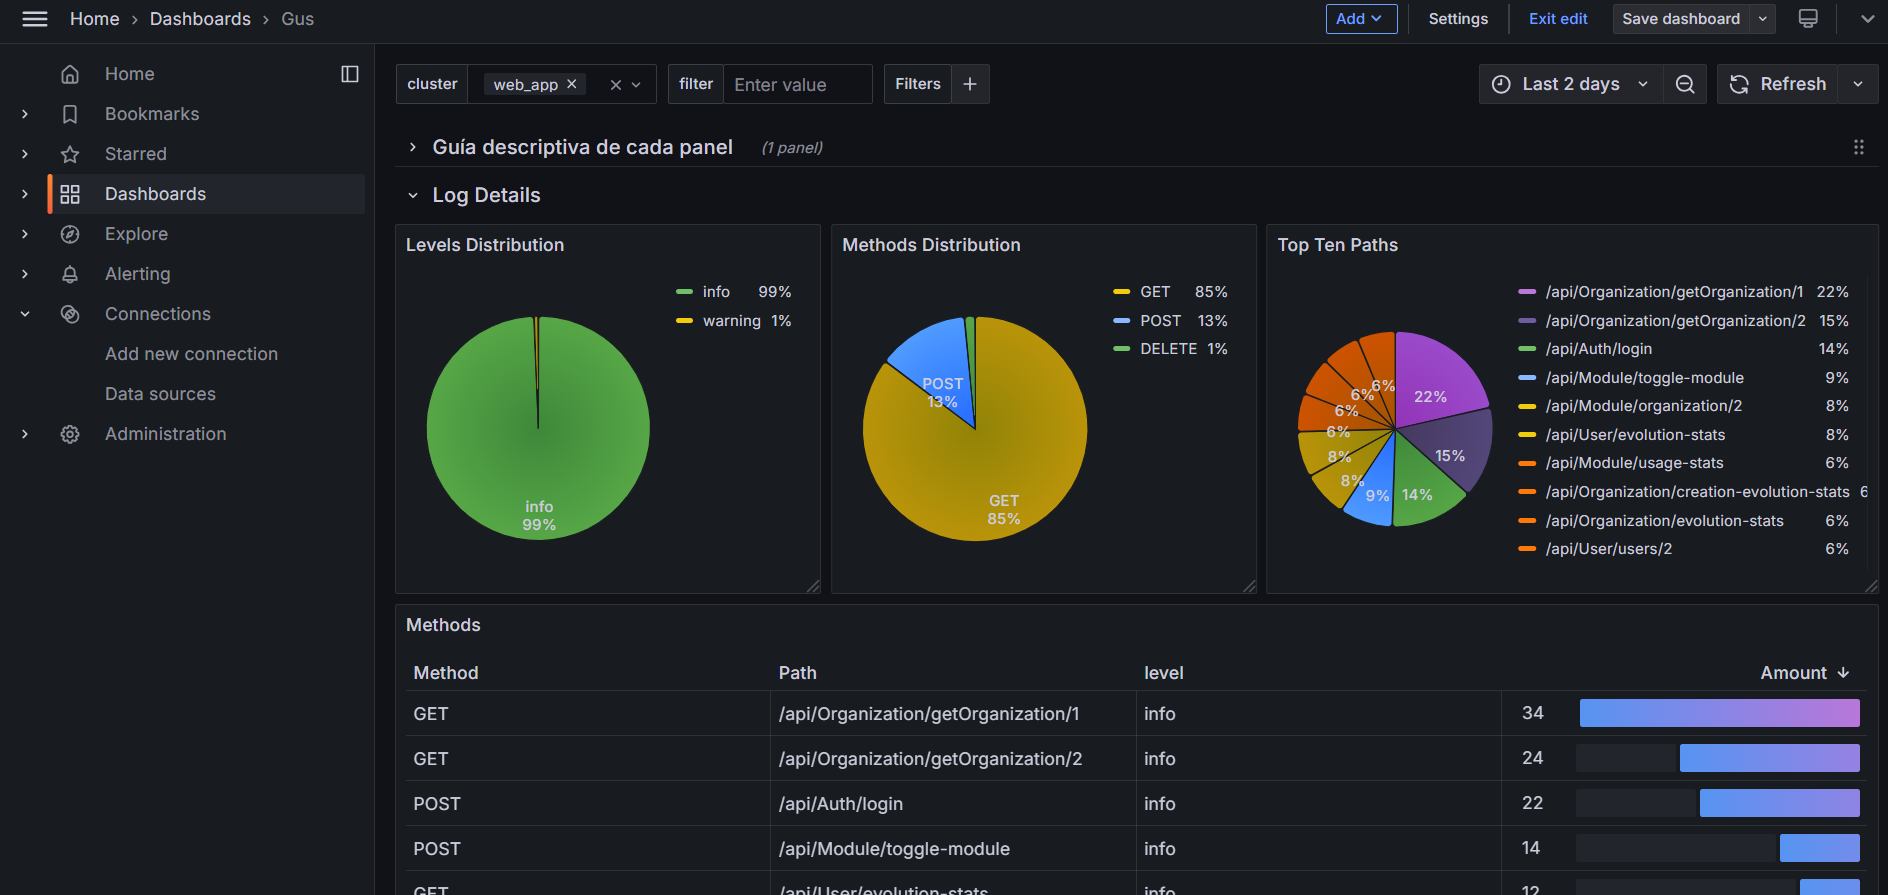 Home › Dashboards › Gus
Add
Settings
Exit edit
Save dashboard
Home
Bookmarks
Starred
Dashboards
Explore
Alerting
Connections
Add new connection
Data sources
Administration
cluster web_app
filter Enter value
Filters +
Last 2 days
Refresh
Guía descriptiva de cada panel (1 panel)
Log Details
Levels Distribution
info 99%
warning 1%
info
99%
Methods Distribution
GET 85%
POST 13%
DELETE 1%
POST
13%
GET
85%
Top Ten Paths
/api/Organization/getOrganization/1 22%
/api/Organization/getOrganization/2 15%
/api/Auth/login 14%
/api/Module/toggle-module 9%
/api/Module/organization/2 8%
/api/User/evolution-stats 8%
/api/Module/usage-stats 6%
/api/Organization/creation-evolution-stats 6
/api/Organization/evolution-stats 6%
/api/User/users/2 6%
22%
15%
14%
9%
8%
8%
6%
6%
6%
6%
Methods
Method Path level Amount
GET /api/Organization/getOrganization/1 info 34
GET /api/Organization/getOrganization/2 info 24
POST /api/Auth/login info 22
POST /api/Module/toggle-module info 14
GET /api/User/evolution-stats info 12